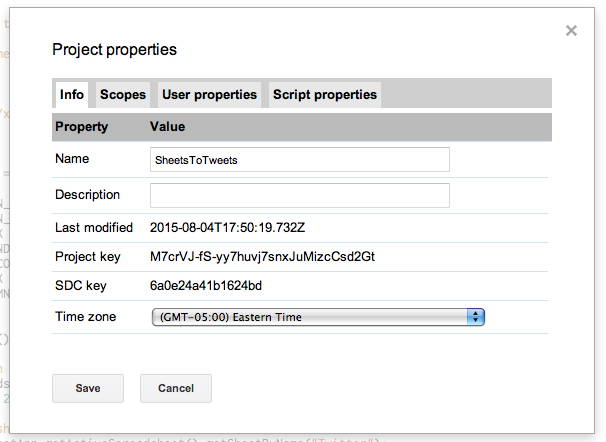 Project properties
Info Scopes User properties Script properties
Property Value
Name SheetsToTweets
Description
Last modified 2015-08-04T17:50:19.732Z
Project key M7crVJ-fS-yy7huvj7snxJuMizcCsd2Gt
SDC key 6a0e24a41b1624bd
Time zone (GMT-05:00) Eastern Time
Save Cancel